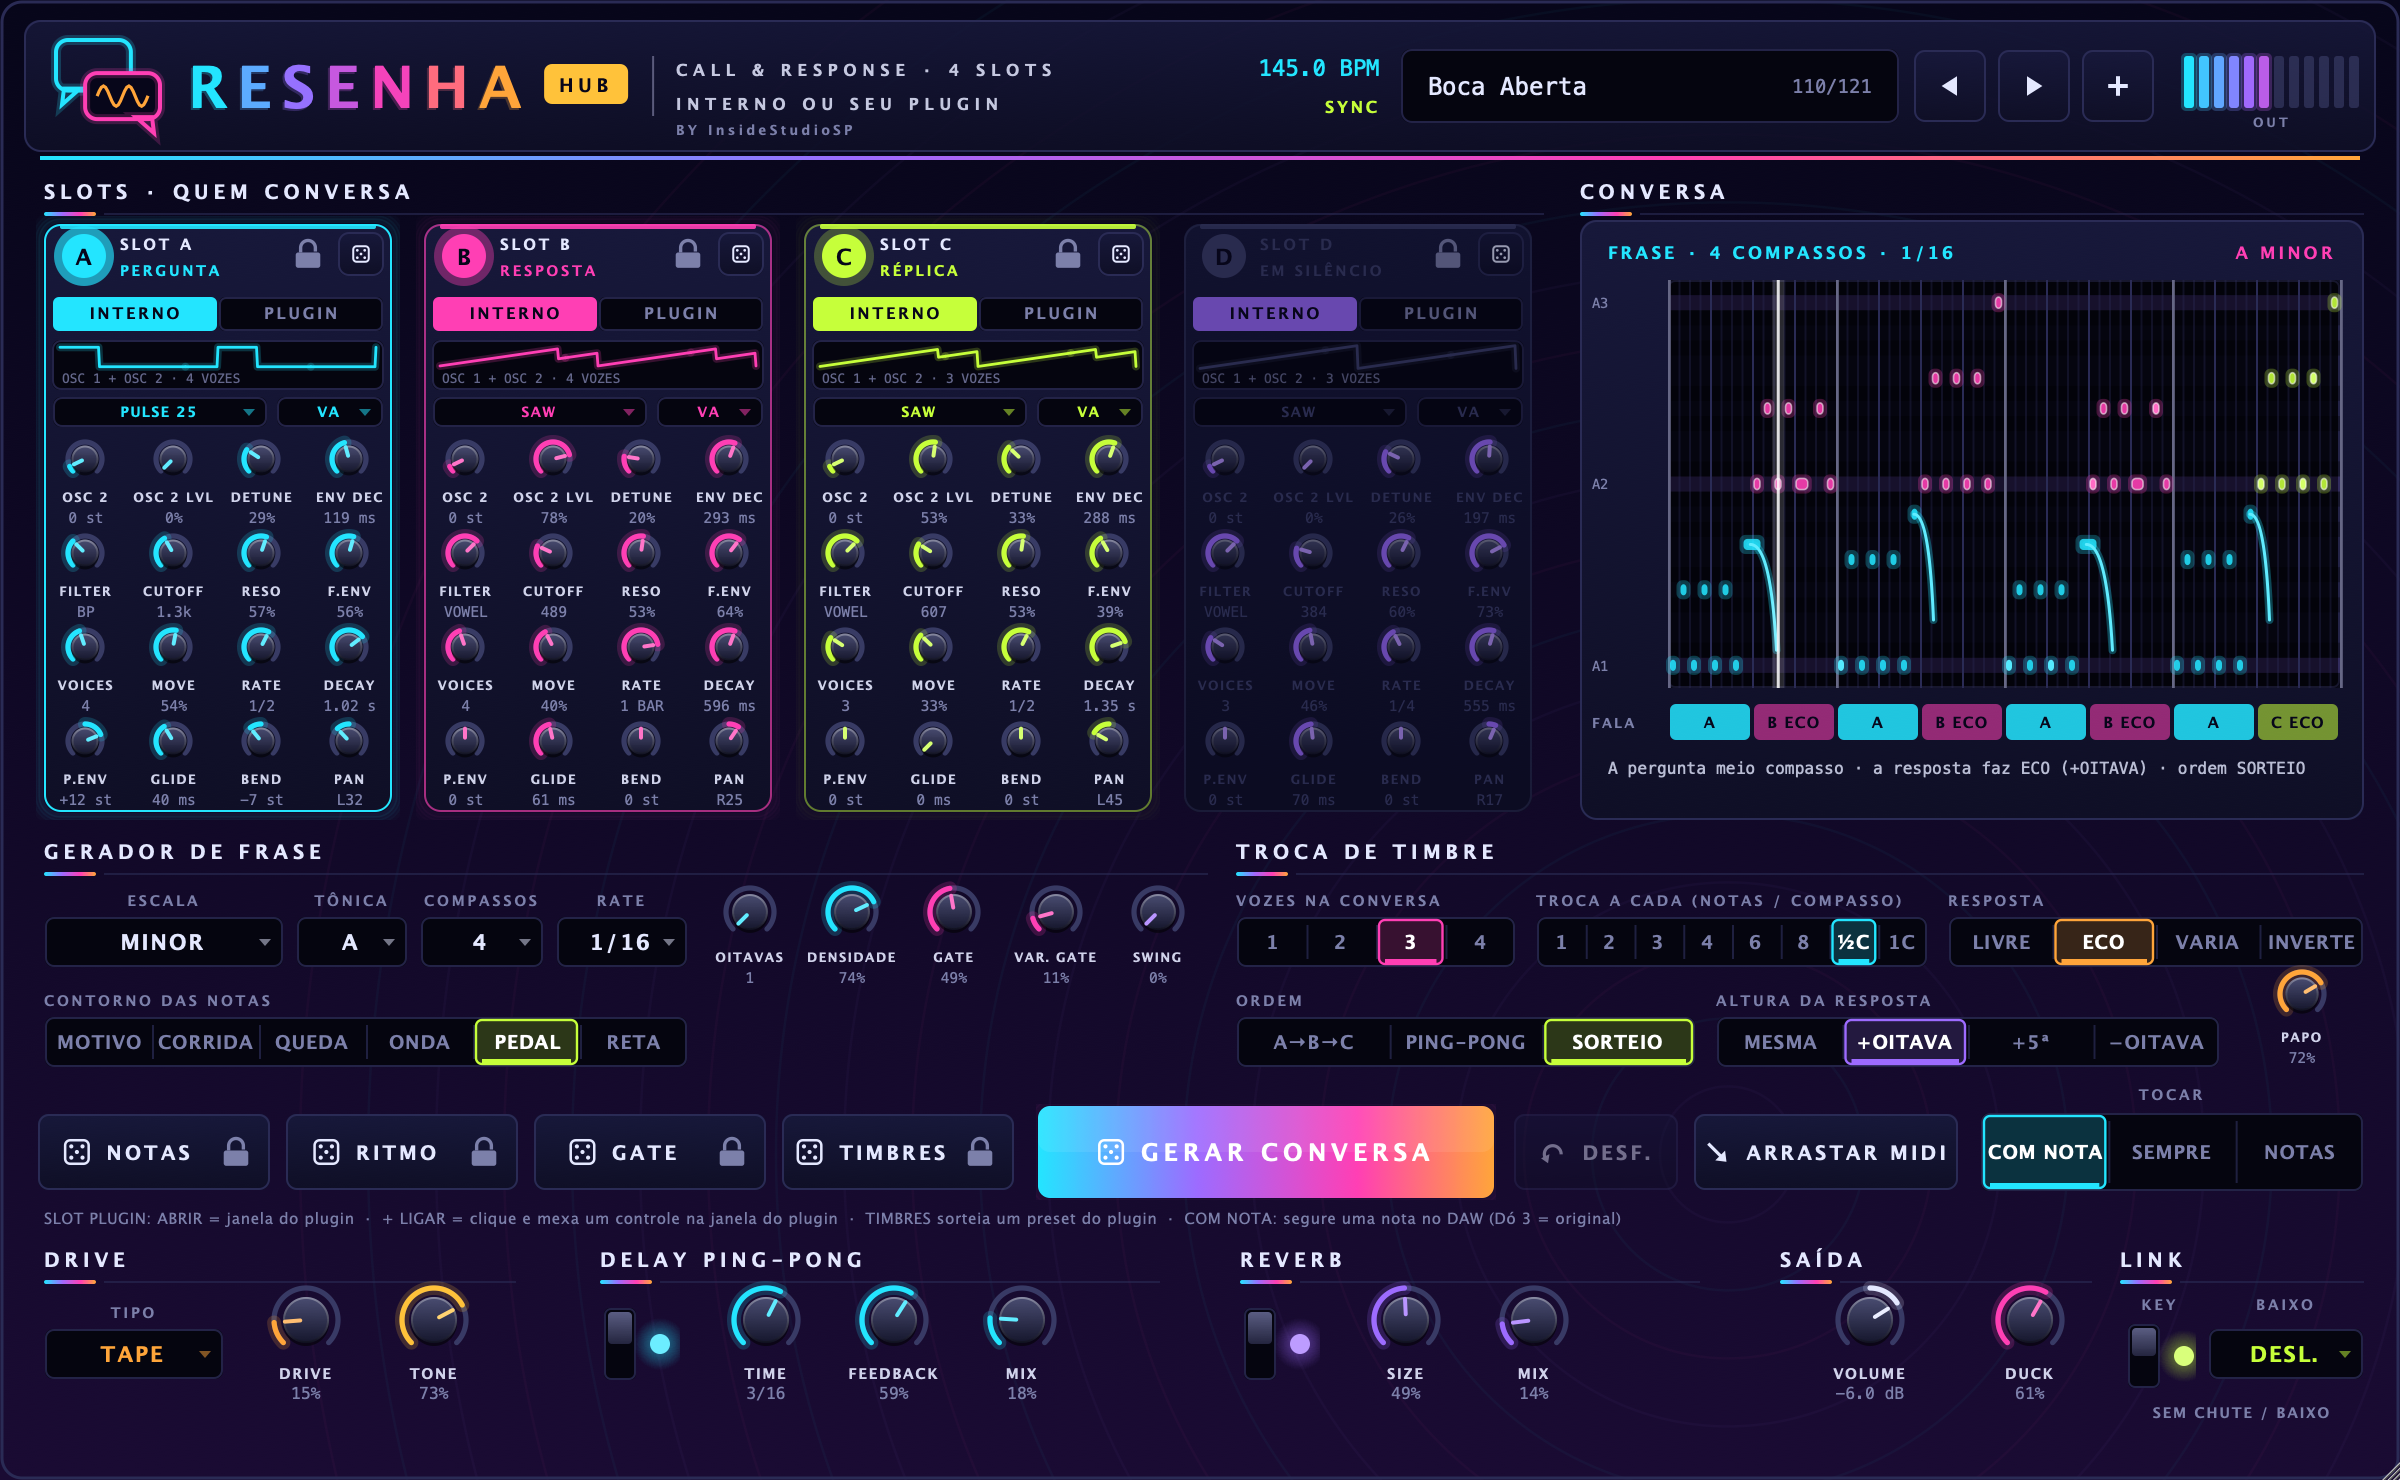 RESENHA HUB
CALL & RESPONSE · 4 SLOTS
INTERNO OU SEU PLUGIN
BY InsideStudioSP
145.0 BPM
SYNC
Boca Aberta 110/121
OUT
SLOTS · QUEM CONVERSA
A SLOT A
PERGUNTA
INTERNO PLUGIN
OSC 1 + OSC 2 · 4 VOZES
PULSE 25 VA
OSC 2 OSC 2 LVL DETUNE ENV DEC
0 st 0% 29% 119 ms
FILTER CUTOFF RESO F.ENV
BP 1.3k 57% 56%
VOICES MOVE RATE DECAY
4 54% 1/2 1.02 s
P.ENV GLIDE BEND PAN
+12 st 40 ms −7 st L32
B SLOT B
RESPOSTA
INTERNO PLUGIN
OSC 1 + OSC 2 · 4 VOZES
SAW VA
OSC 2 OSC 2 LVL DETUNE ENV DEC
0 st 78% 20% 293 ms
FILTER CUTOFF RESO F.ENV
VOWEL 489 53% 64%
VOICES MOVE RATE DECAY
4 40% 1 BAR 596 ms
P.ENV GLIDE BEND PAN
0 st 61 ms 0 st R25
C SLOT C
RÉPLICA
INTERNO PLUGIN
OSC 1 + OSC 2 · 3 VOZES
SAW VA
OSC 2 OSC 2 LVL DETUNE ENV DEC
0 st 53% 33% 288 ms
FILTER CUTOFF RESO F.ENV
VOWEL 607 53% 39%
VOICES MOVE RATE DECAY
3 33% 1/2 1.35 s
P.ENV GLIDE BEND PAN
0 st 0 ms 0 st L45
D SLOT D
EM SILÊNCIO
INTERNO PLUGIN
OSC 1 + OSC 2 · 3 VOZES
SAW VA
OSC 2 OSC 2 LVL DETUNE ENV DEC
0 st 0% 26% 197 ms
FILTER CUTOFF RESO F.ENV
VOWEL 384 60% 73%
VOICES MOVE RATE DECAY
3 46% 1/4 555 ms
P.ENV GLIDE BEND PAN
0 st 70 ms 0 st R17
CONVERSA
FRASE · 4 COMPASSOS · 1/16 A MINOR
A3
A2
A1
FALA A B ECO A B ECO A B ECO A C ECO
A pergunta meio compasso · a resposta faz ECO (+OITAVA) · ordem SORTEIO
GERADOR DE FRASE
ESCALA TÔNICA COMPASSOS RATE
MINOR A 4 1/16
OITAVAS DENSIDADE GATE VAR. GATE SWING
1 74% 49% 11% 0%
CONTORNO DAS NOTAS
MOTIVO CORRIDA QUEDA ONDA PEDAL RETA
TROCA DE TIMBRE
VOZES NA CONVERSA TROCA A CADA (NOTAS / COMPASSO) RESPOSTA
1 2 3 4 1 2 3 4 6 8 ½C 1C LIVRE ECO VARIA INVERTE
ORDEM ALTURA DA RESPOSTA
A→B→C PING-PONG SORTEIO MESMA +OITAVA +5ª −OITAVA
PAPO
72%
NOTAS RITMO GATE TIMBRES GERAR CONVERSA DESF. ARRASTAR MIDI
TOCAR
COM NOTA SEMPRE NOTAS
SLOT PLUGIN: ABRIR = janela do plugin · + LIGAR = clique e mexa um controle na janela do plugin · TIMBRES sorteia um preset do plugin · COM NOTA: segure uma nota no DAW (Dó 3 = original)
DRIVE
TIPO
TAPE
DRIVE TONE
15% 73%
DELAY PING-PONG
TIME FEEDBACK MIX
3/16 59% 18%
REVERB
SIZE MIX
49% 14%
SAÍDA
VOLUME DUCK
−6.0 dB 61%
LINK
KEY BAIXO
DESL.
SEM CHUTE / BAIXO